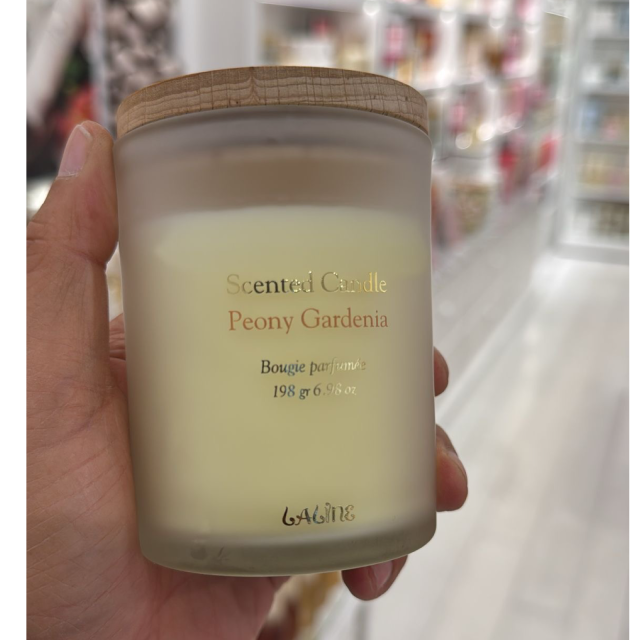 Scented Candle
Peony Gardenia
Bougie parfumée
198 gr 6.98 oz
LALINE